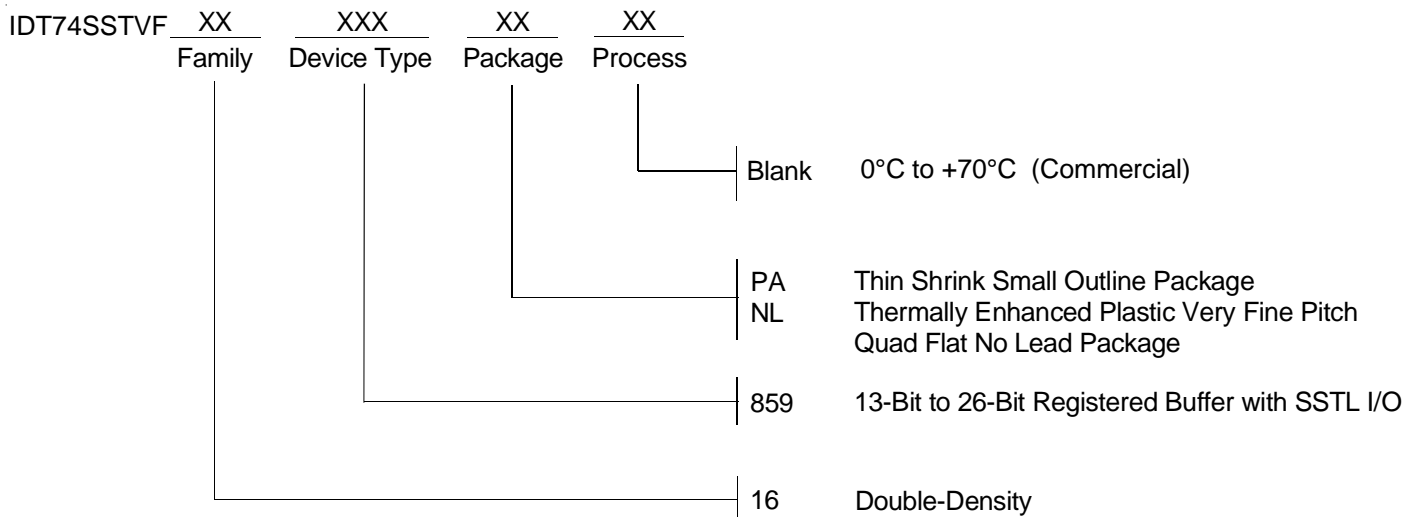 IDT74SSTVF XX XXX XX XX
Family Device Type Package Process
Blank 0°C to +70°C (Commercial)
PA Thin Shrink Small Outline Package
NL Thermally Enhanced Plastic Very Fine Pitch
Quad Flat No Lead Package
859 13-Bit to 26-Bit Registered Buffer with SSTL I/O
16 Double-Density